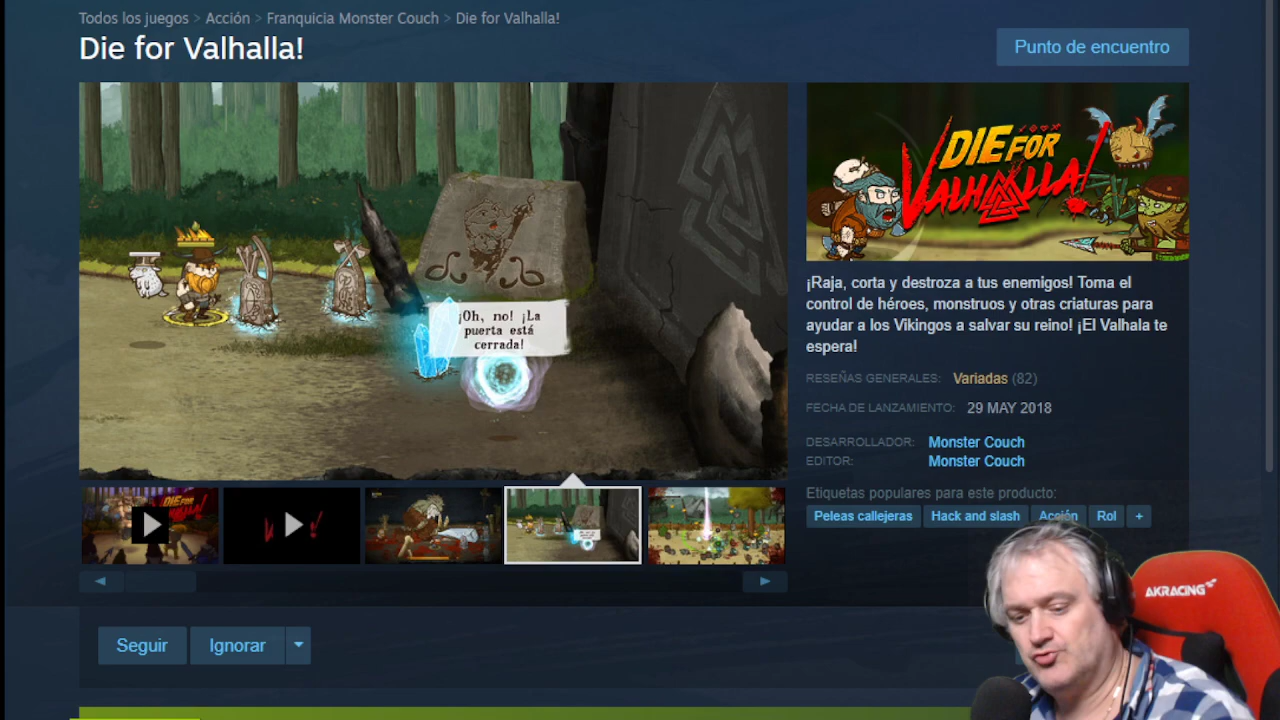 Todos los juegos > Acción > Franquicia Monster Couch > Die for Valhalla!
Die for Valhalla!
Punto de encuentro
¡Oh, no! ¡La
puerta está
cerrada!
DIE FOR
VALHALLA!
¡Raja, corta y destroza a tus enemigos! Toma el
control de héroes, monstruos y otras criaturas para
ayudar a los Vikingos a salvar su reino! ¡El Valhala te
espera!
RESEÑAS GENERALES: Variadas (82)
FECHA DE LANZAMIENTO: 29 MAY 2018
DESARROLLADOR: Monster Couch
EDITOR: Monster Couch
Etiquetas populares para este producto:
Peleas callejeras Hack and slash Acción Rol +
DIE FOR
Seguir Ignorar
AKRACING